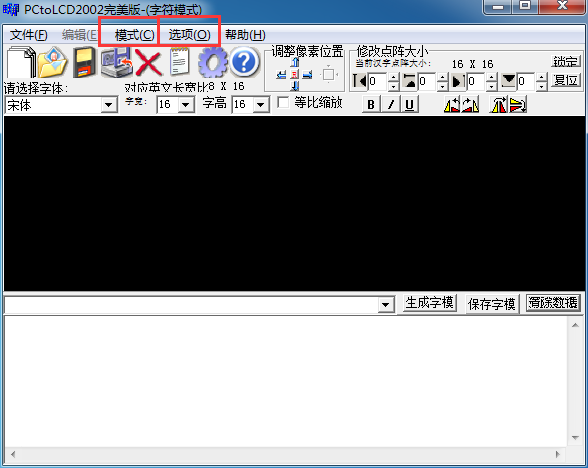 PCtoLCD2002完美版-(字符模式)
文件(F) 编辑(E 模式(C) 选项(O) 帮助(H)
调整像素位置 修改点阵大小
当前汉字点阵大小: 16 X 16 锁定
0 0 0 0 复位
请选择字体: 对应英文长宽比8 X 16
宋体 字宽: 16 字高 16 等比缩放 B I U
生成字模 保存字模 清除数据